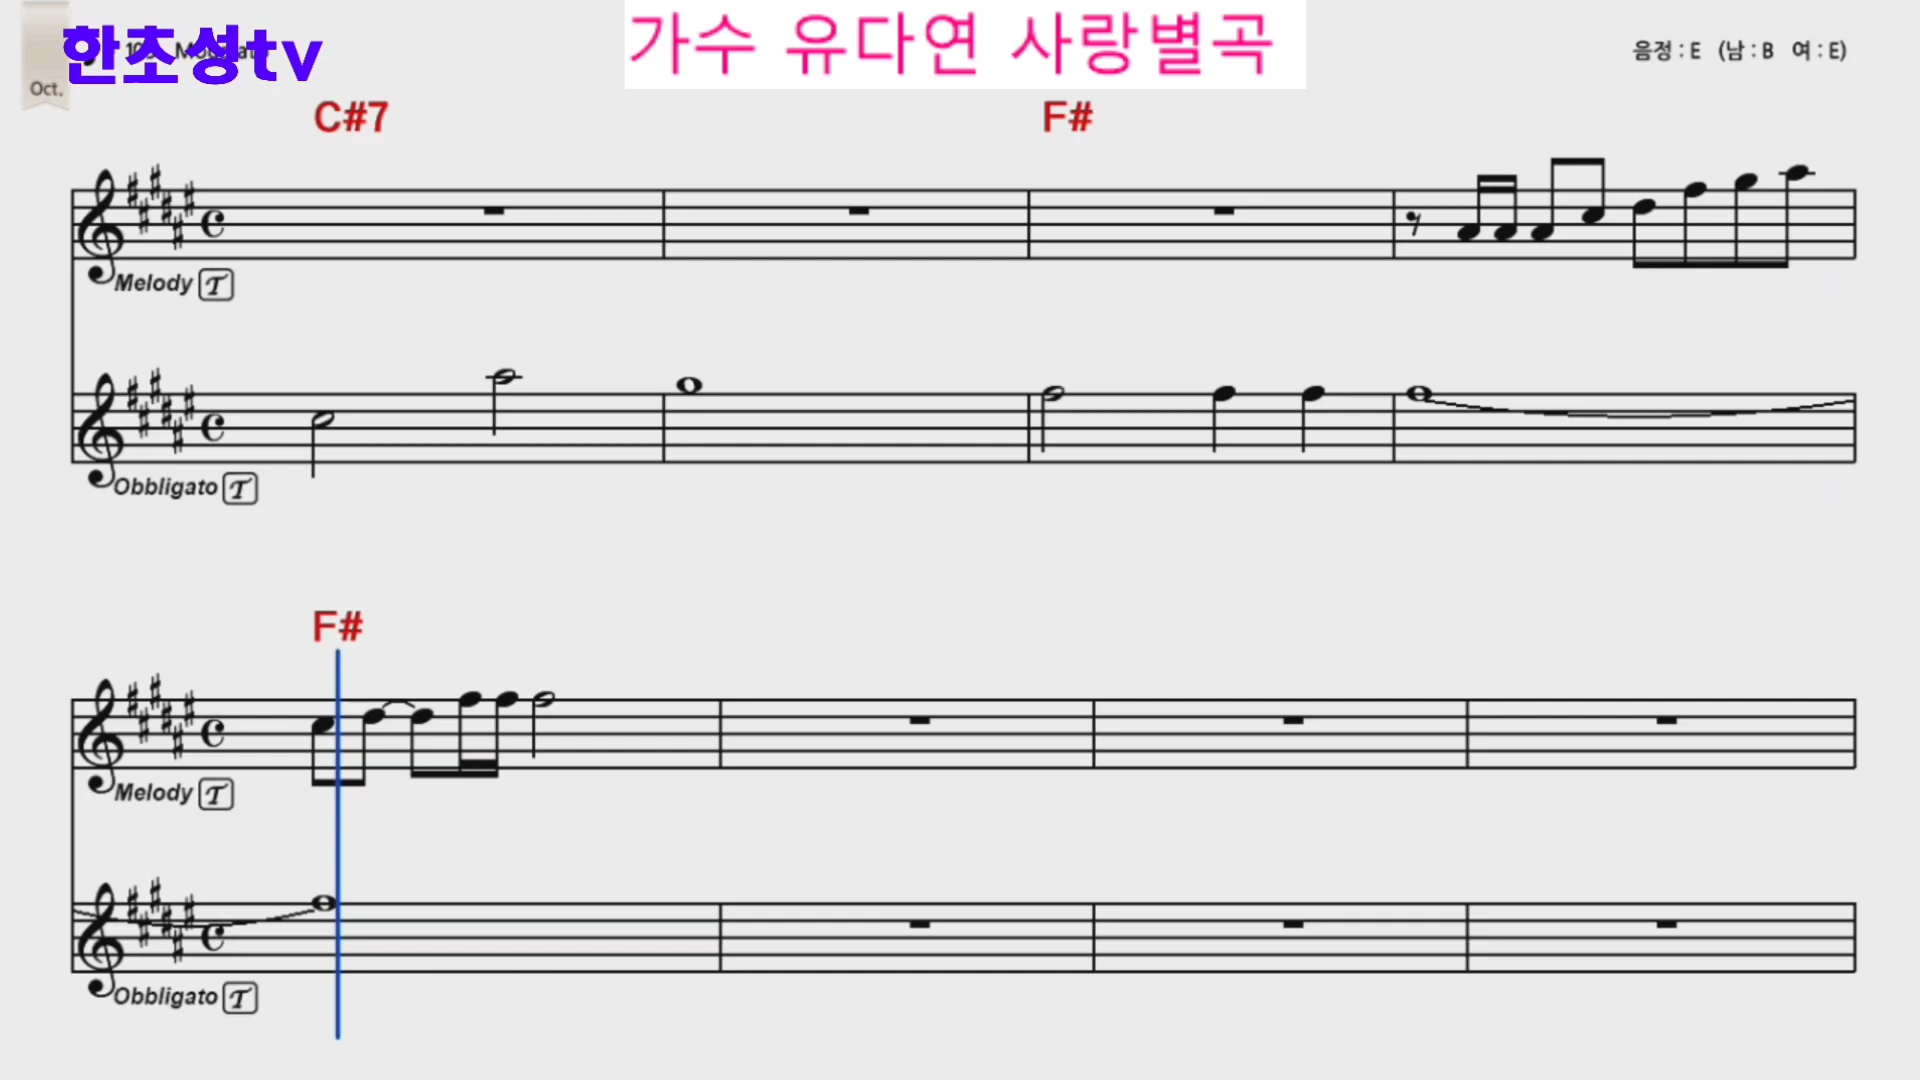 한초성tv
가수 유다연 사랑별곡
음정 : E (남 : B 여 : E)
Oct.
C#7 F#
Melody T
Obbligato T
F#
Melody T
Obbligato T